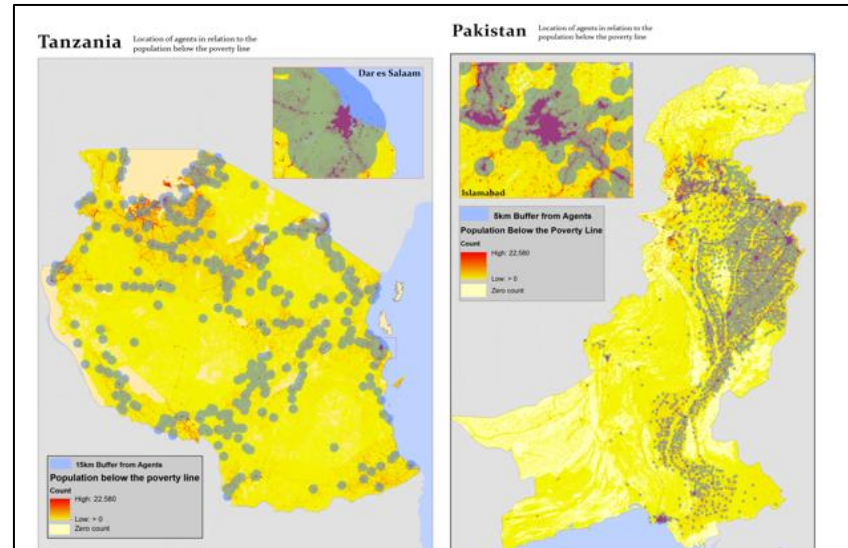 Tanzania
Location of agents in relation to the
population below the poverty line
Dar es Salaam
15km Buffer from Agents
Population below the poverty line
Count
High: 22,580
Low: > 0
Zero count
Pakistan
Location of agents in relation to the
population below the poverty line
Islamabad
5km Buffer from Agents
Population Below the Poverty Line
Count
High: 22,580
Low: > 0
Zero count